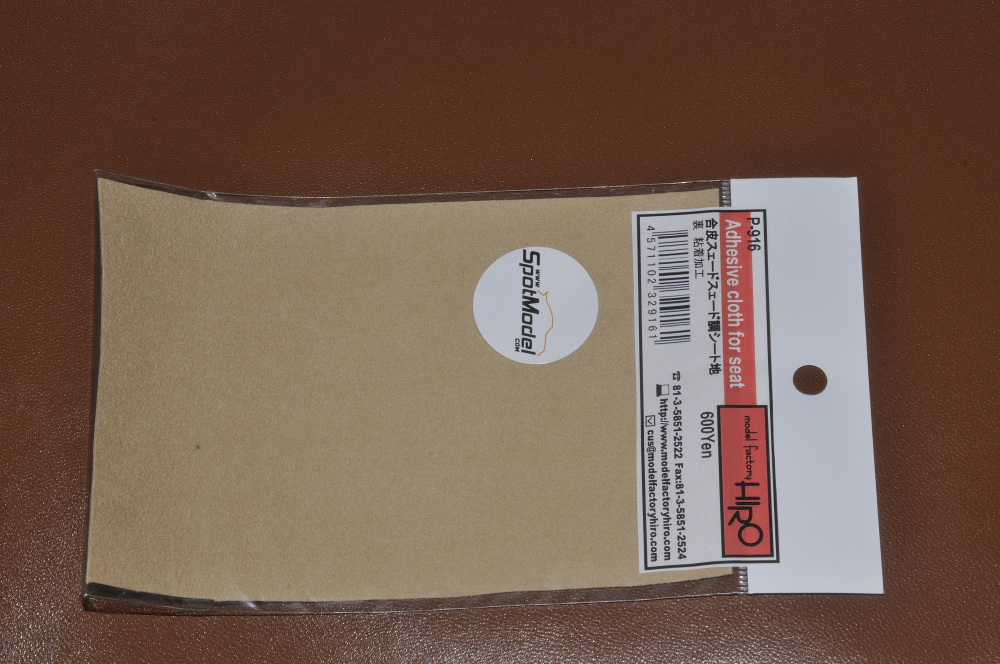 P-916
Adhesive cloth for seat
合皮スェードスェード調シート地
裏 粘着加工
4571102329161
600Yen
☎ 81-3-5851-2522 Fax:81-3-5851-2524
http://www.modelfactoryhiro.com
cus@modelfactoryhiro.com
model factory
HIRO
www.
SpotModel
.COM